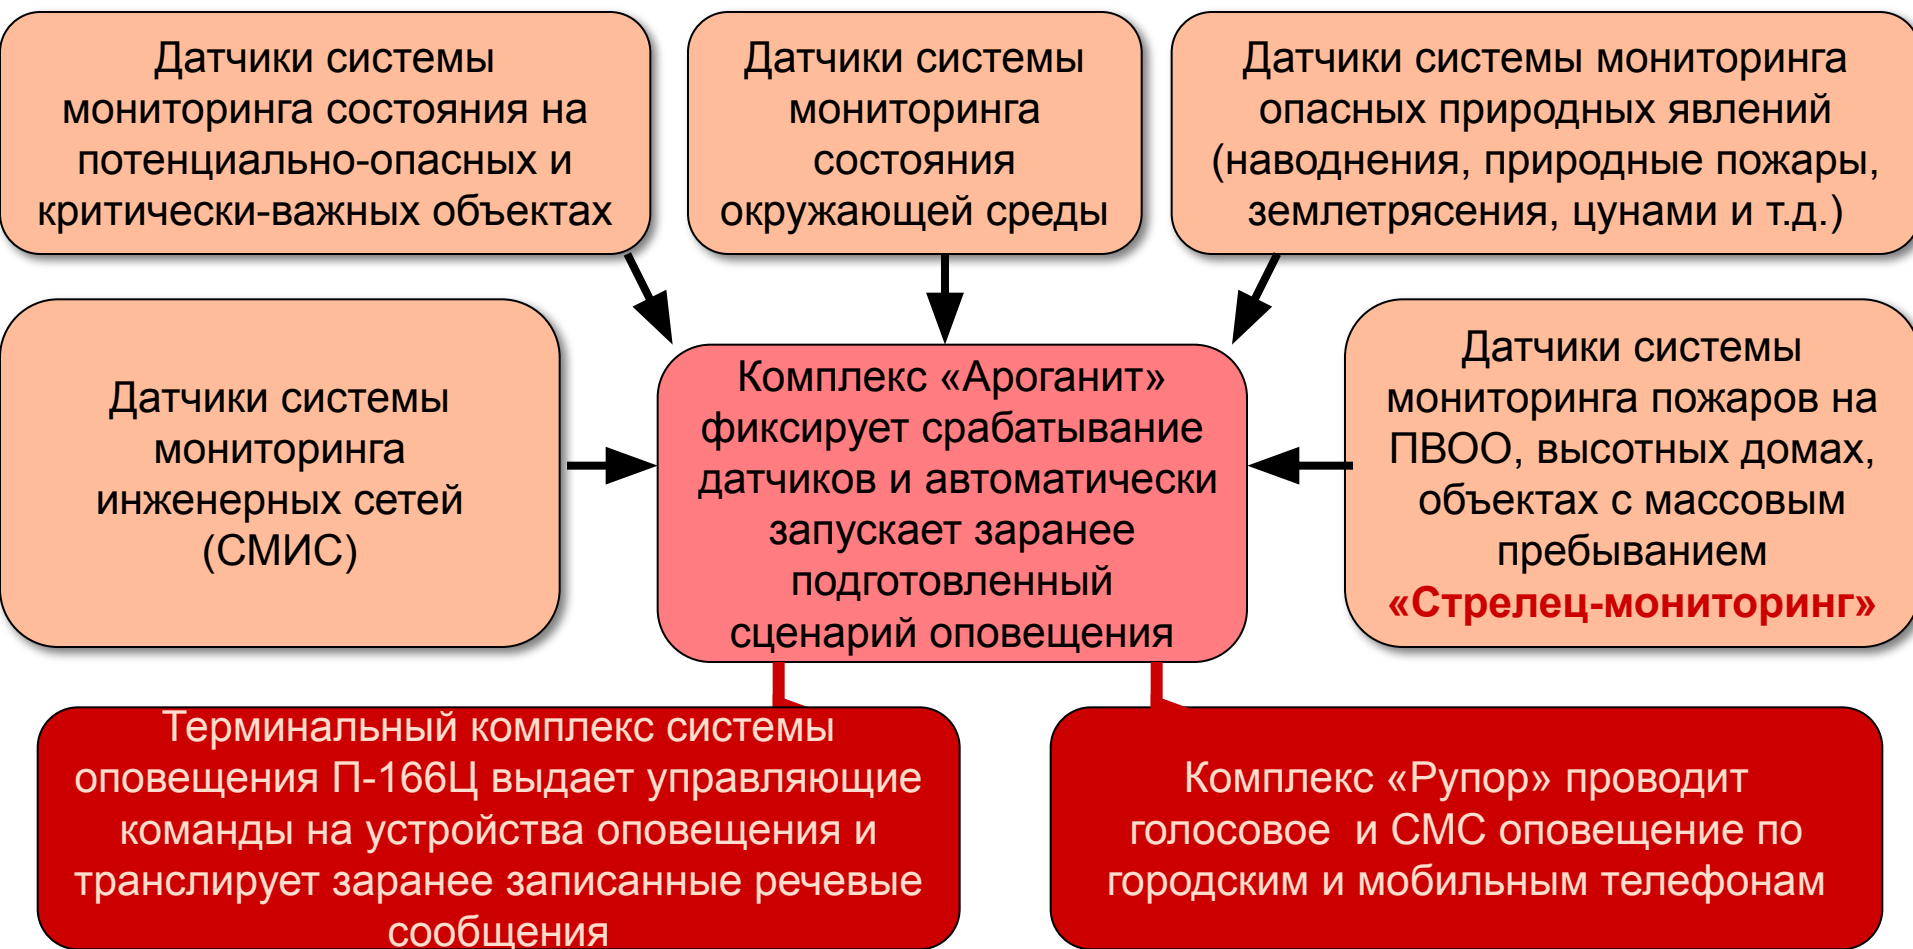 Датчики системы
мониторинга состояния на
потенциально-опасных и
критически-важных объектах
Датчики системы
мониторинга
состояния
окружающей среды
Датчики системы мониторинга
опасных природных явлений
(наводнения, природные пожары,
землетрясения, цунами и т.д.)
Датчики системы
мониторинга
инженерных сетей
(СМИС)
Комплекс «Ароганит»
фиксирует срабатывание
датчиков и автоматически
запускает заранее
подготовленный
сценарий оповещения
Датчики системы
мониторинга пожаров на
ПВОО, высотных домах,
объектах с массовым
пребыванием
«Стрелец-мониторинг»
Терминальный комплекс системы
оповещения П-166Ц выдает управляющие
команды на устройства оповещения и
транслирует заранее записанные речевые
сообщения
Комплекс «Рупор» проводит
голосовое  и СМС оповещение по
городским и мобильным телефонам